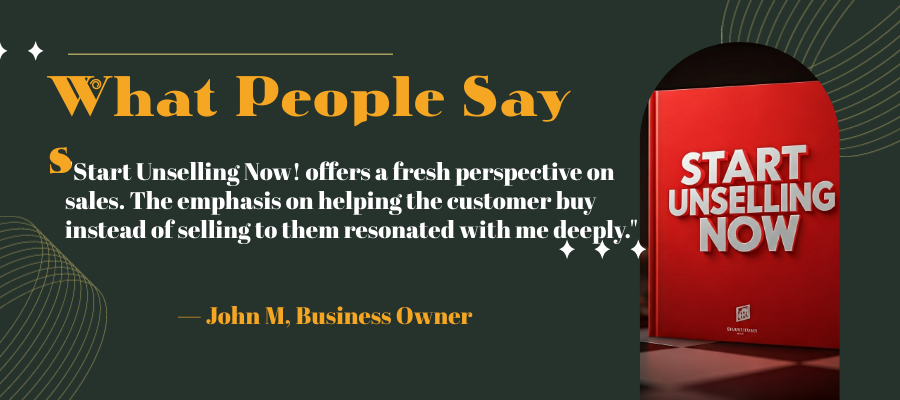 What People Say
S
Start Unselling Now! offers a fresh perspective on
sales. The emphasis on helping the customer buy
instead of selling to them resonated with me deeply."
— John M, Business Owner
START
UNSELLING
NOW